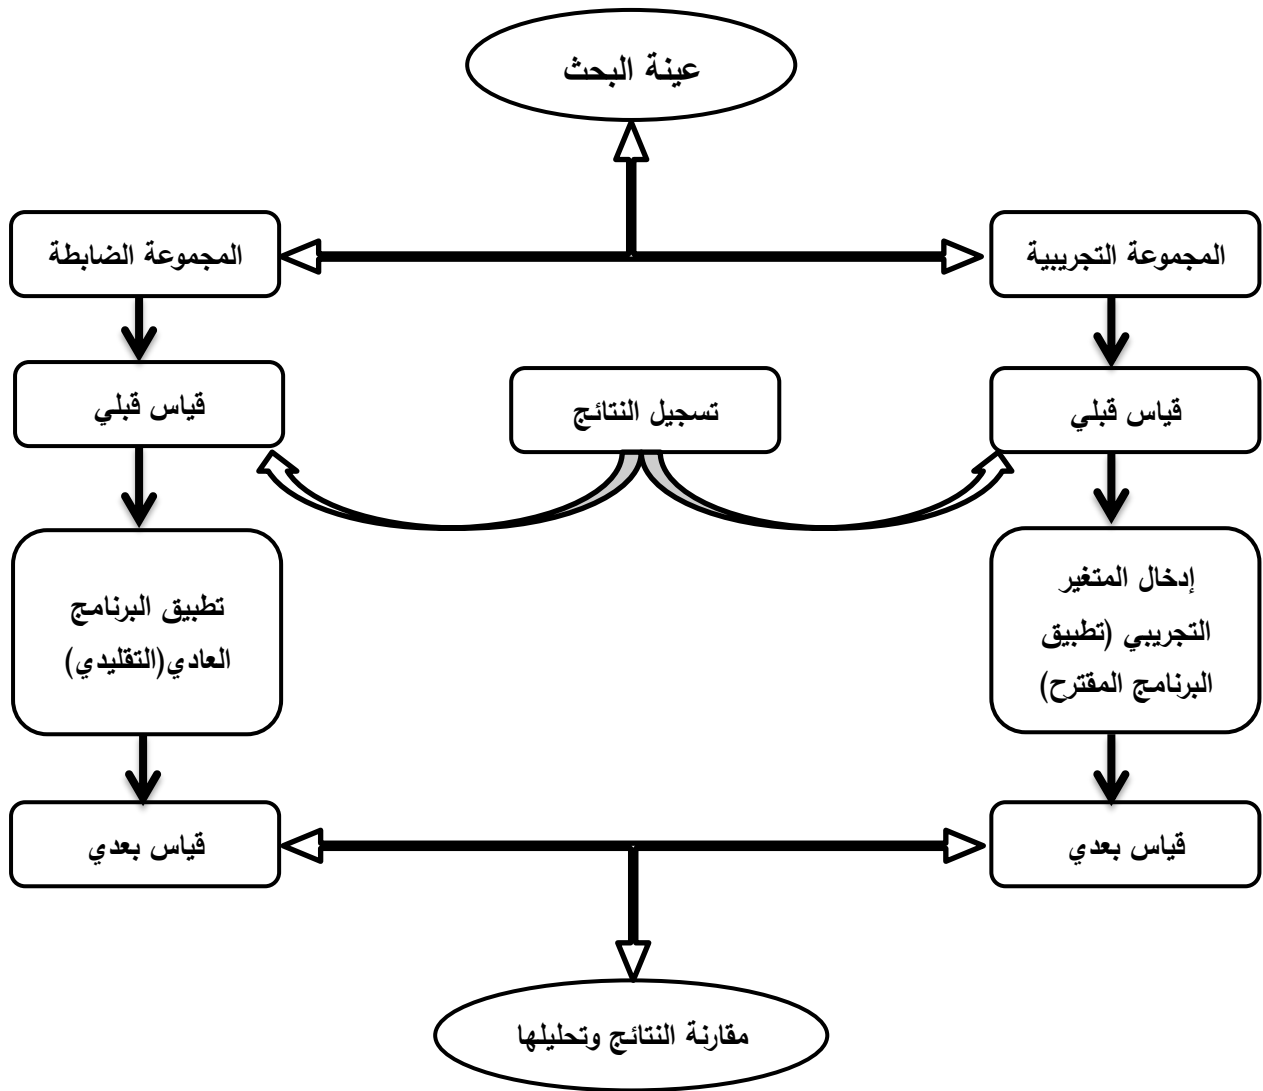 عينة البحث
المجموعة التجريبية
المجموعة الضابطة
قياس قبلي
تسجيل النتائج
قياس قبلي
إدخال المتغير
التجريبي (تطبيق
البرنامج المقترح)
تطبيق البرنامج
العادي(التقليدي)
قياس بعدي
قياس بعدي
مقارنة النتائج وتحليلها